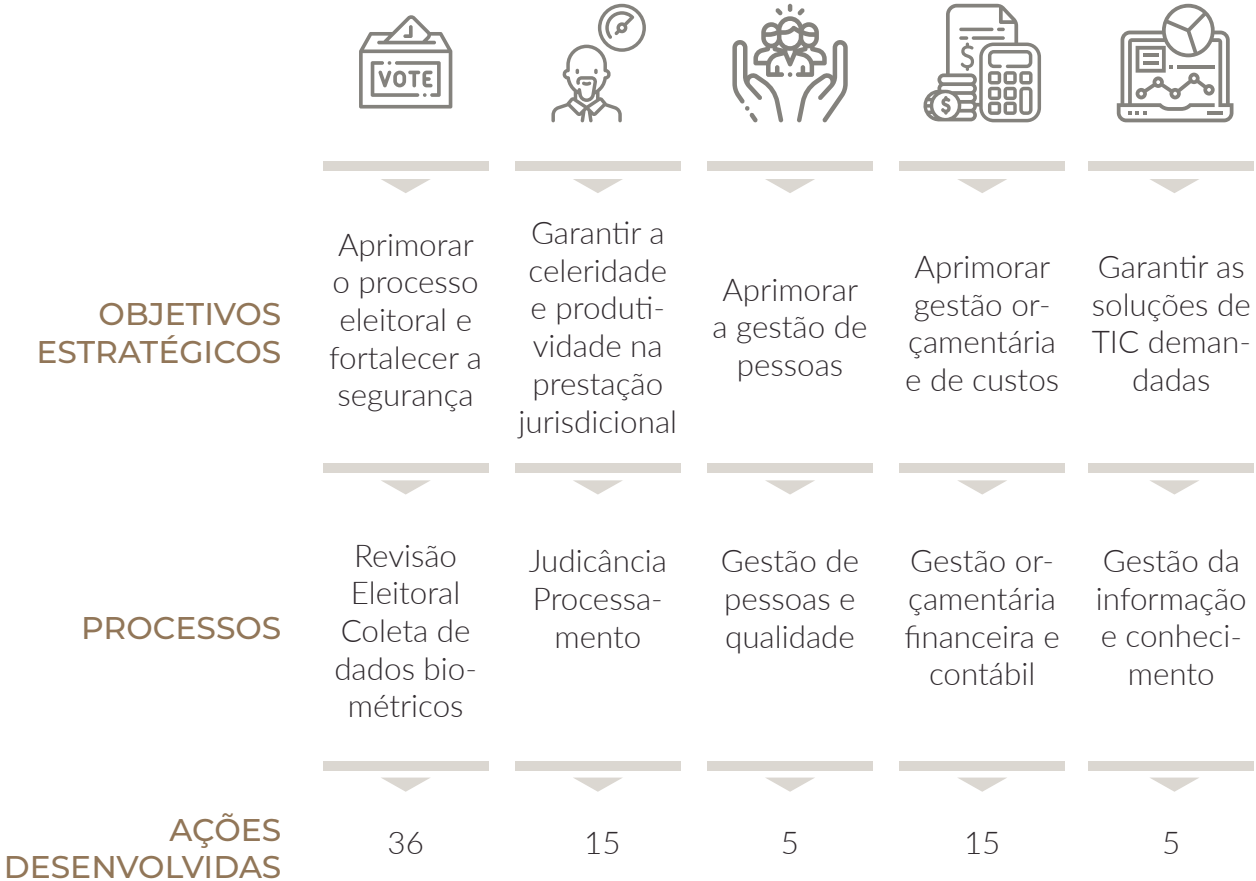 VOTE
OBJETIVOS
ESTRATÉGICOS
Aprimorar
o processo
eleitoral e
fortalecer a
segurança
Garantir a
celeridade
e produti-
vidade na
prestação
jurisdicional
Aprimorar
a gestão de
pessoas
Aprimorar
gestão or-
çamentária
e de custos
Garantir as
soluções de
TIC deman-
dadas
PROCESSOS
Revisão
Eleitoral
Coleta de
dados bio-
métricos
Judicância
Processa-
mento
Gestão de
pessoas e
qualidade
Gestão or-
çamentária
financeira e
contábil
Gestão da
informação
e conheci-
mento
AÇÕES
DESENVOLVIDAS
36
15
5
15
5